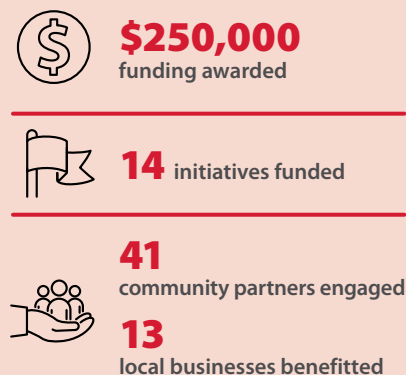 $250,000
funding awarded
14 initiatives funded
41
community partners engaged
13
local businesses benefitted